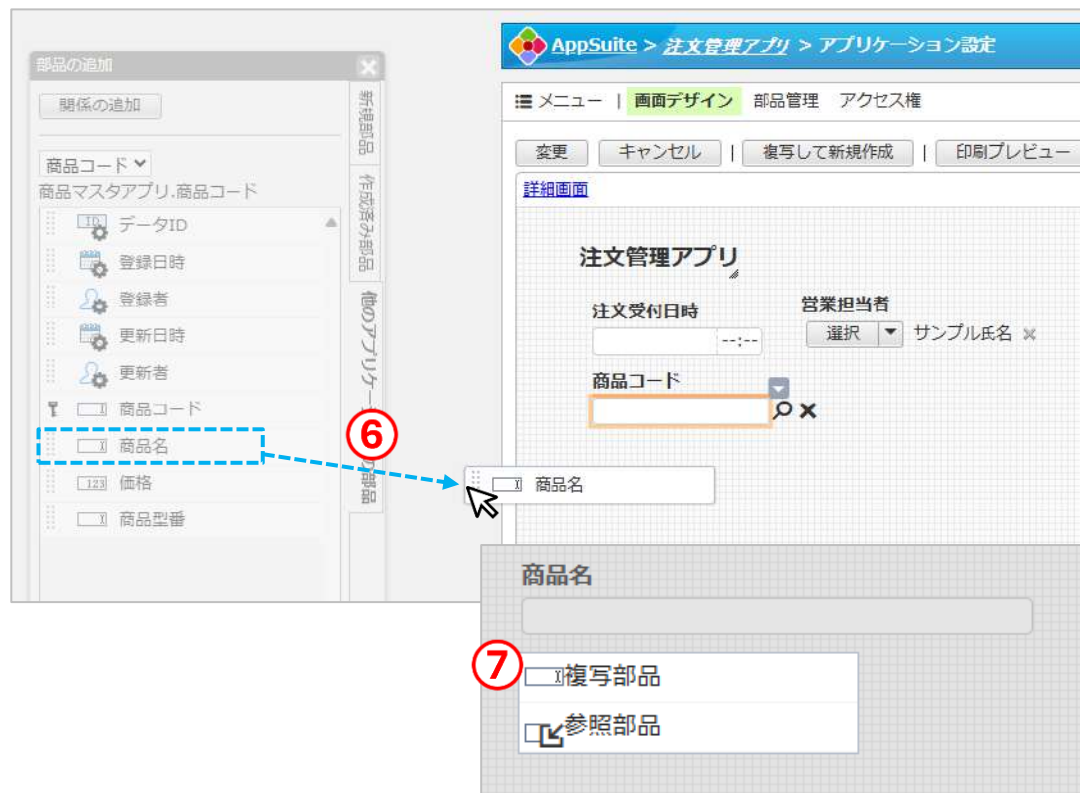 部品の追加
関係の追加
商品コード
商品マスタアプリ.商品コード
データID
登録日時
登録者
更新日時
更新者
商品コード
商品名
123 価格
商品型番
新規部品
作成済み部品
他のアプリケー
の部品
⑥
AppSuite > 注文管理アプリ > アプリケーション設定
メニュー | 画面デザイン 部品管理 アクセス権
変更 キャンセル | 複写して新規作成 | 印刷プレビュー
詳細画面
注文管理アプリ
注文受付日時 営業担当者
--:-- 選択 サンプル氏名
商品コード
商品名
商品名
⑦
複写部品
参照部品